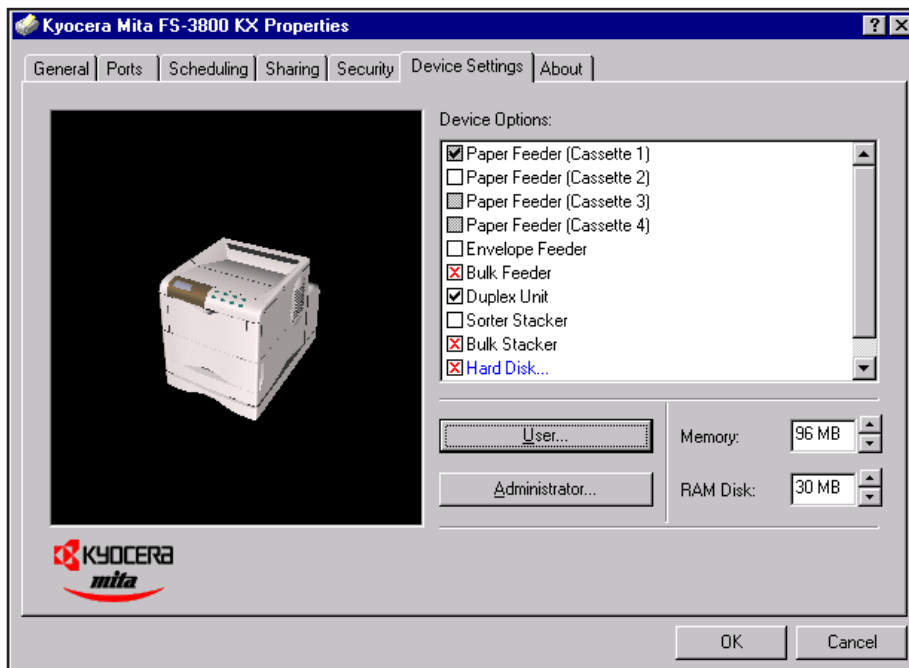 Kyocera Mita FS-3800 KX Properties
General Ports Scheduling Sharing Security Device Settings About
Device Options:
Paper Feeder (Cassette 1)
Paper Feeder (Cassette 2)
Paper Feeder (Cassette 3)
Paper Feeder (Cassette 4)
Envelope Feeder
Bulk Feeder
Duplex Unit
Sorter Stacker
Bulk Stacker
Hard Disk...
User... Memory: 96 MB
Administrator... RAM Disk: 30 MB
KYOCERA
mita
OK Cancel